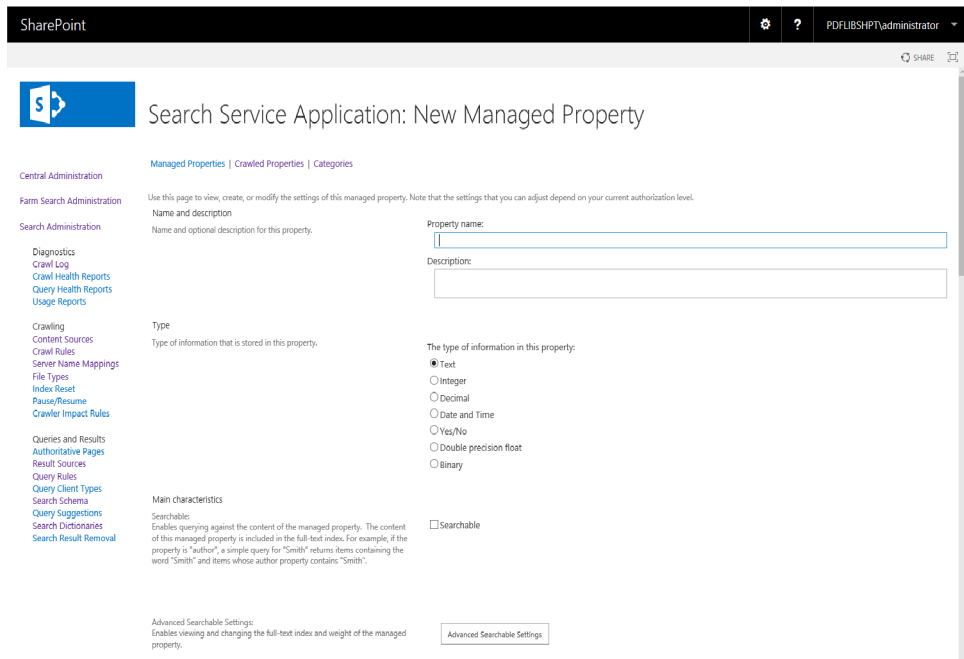 SharePoint
?
PDFLIBSHPT\administrator
SHARE
S
Search Service Application: New Managed Property
Managed Properties | Crawled Properties | Categories
Central Administration
Farm Search Administration
Search Administration
Diagnostics
Crawl Log
Crawl Health Reports
Query Health Reports
Usage Reports
Crawling
Content Sources
Crawl Rules
Server Name Mappings
File Types
Index Reset
Pause/Resume
Crawler Impact Rules
Queries and Results
Authoritative Pages
Result Sources
Query Rules
Query Client Types
Search Schema
Query Suggestions
Search Dictionaries
Search Result Removal
Use this page to view, create, or modify the settings of this managed property. Note that the settings that you can adjust depend on your current authorization level.
Name and description
Name and optional description for this property.
Property name:
Description:
Type
Type of information that is stored in this property.
The type of information in this property:
Text
Integer
Decimal
Date and Time
Yes/No
Double precision float
Binary
Main characteristics
Searchable:
Enables querying against the content of the managed property. The content
of this managed property is included in the full-text index. For example, if the
property is "author", a simple query for "Smith" returns items containing the
word "Smith" and items whose author property contains "Smith".
Searchable
Advanced Searchable Settings:
Enables viewing and changing the full-text index and weight of the managed
property.
Advanced Searchable Settings